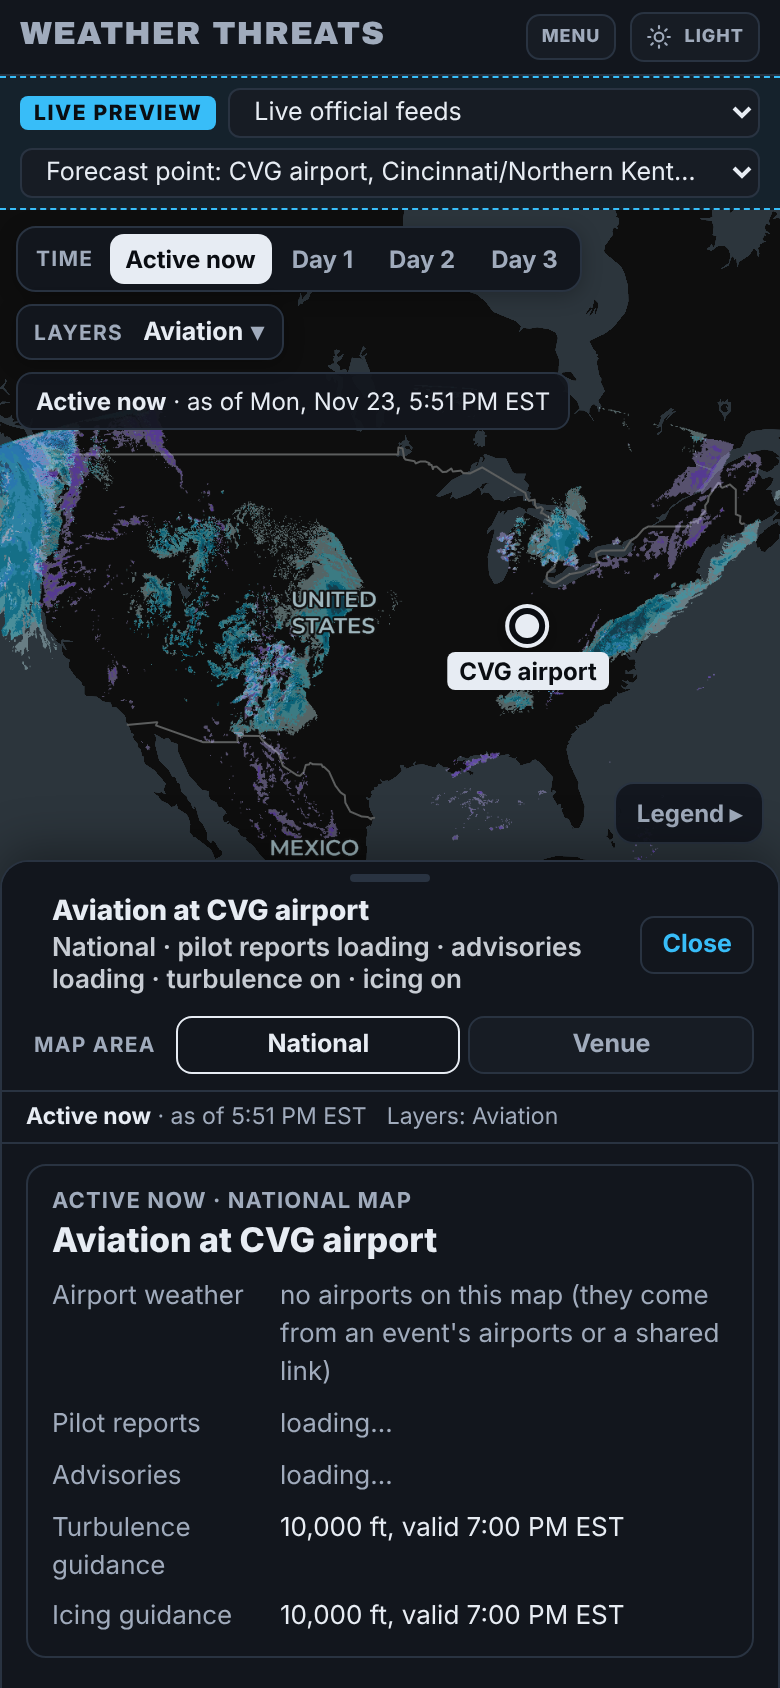 WEATHER THREATS
MENU
LIGHT
LIVE PREVIEW
Live official feeds
Forecast point: CVG airport, Cincinnati/Northern Kent...
TIME
Active now
Day 1
Day 2
Day 3
LAYERS Aviation ▾
Active now · as of Mon, Nov 23, 5:51 PM EST
UNITED
STATES
CVG airport
Legend ▸
MEXICO
Aviation at CVG airport
National · pilot reports loading · advisories
loading · turbulence on · icing on
Close
MAP AREA
National
Venue
Active now · as of 5:51 PM EST Layers: Aviation
ACTIVE NOW · NATIONAL MAP
Aviation at CVG airport
Airport weather
no airports on this map (they come
from an event's airports or a shared
link)
Pilot reports
loading...
Advisories
loading...
Turbulence
guidance
10,000 ft, valid 7:00 PM EST
Icing guidance
10,000 ft, valid 7:00 PM EST